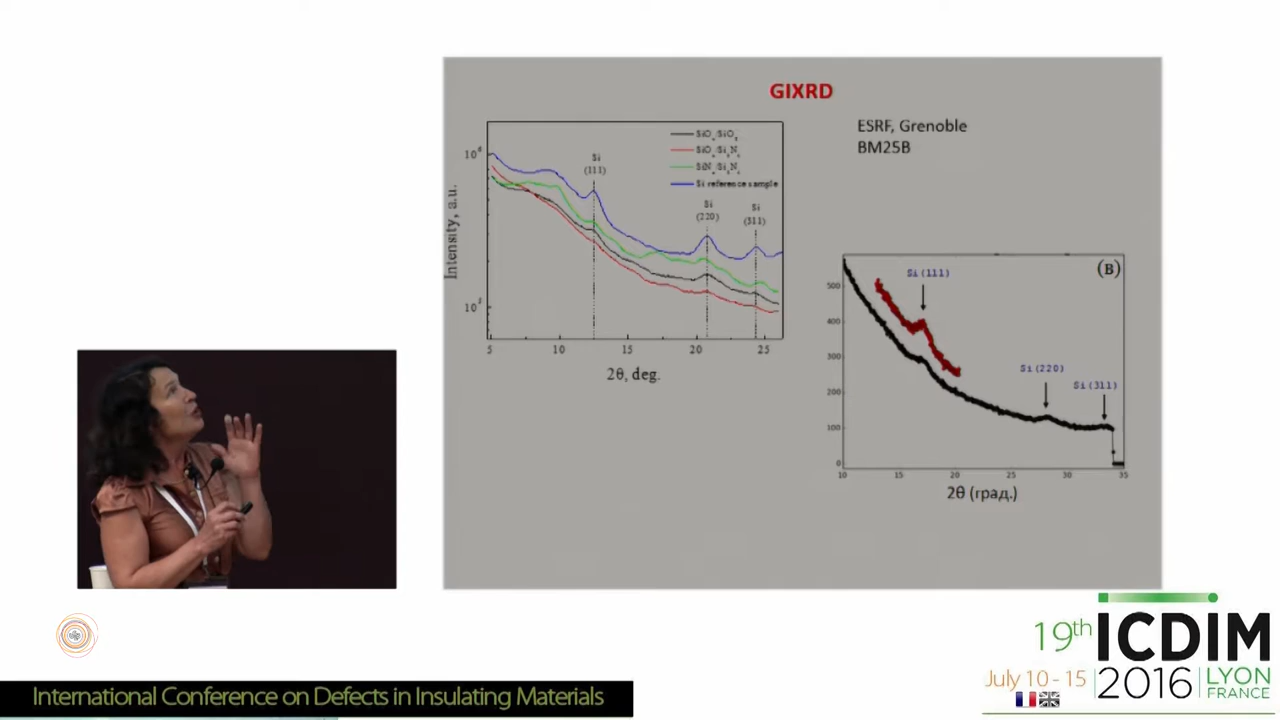 GIXRD
ESRF, Grenoble
BM25B
Si reference sample
Si
(111)
Si
(220)
Si
(311)
Intensity, a.u.
5
10
15
20
25
2θ, deg.
(в)
Si(111)
Si(220)
Si(311)
500
400
300
200
100
0
10
15
20
25
30
35
2θ (град.)
19th ICDIM
July 10 - 15 2016 LYON
FRANCE
International Conference on Defects in Insulating Materials